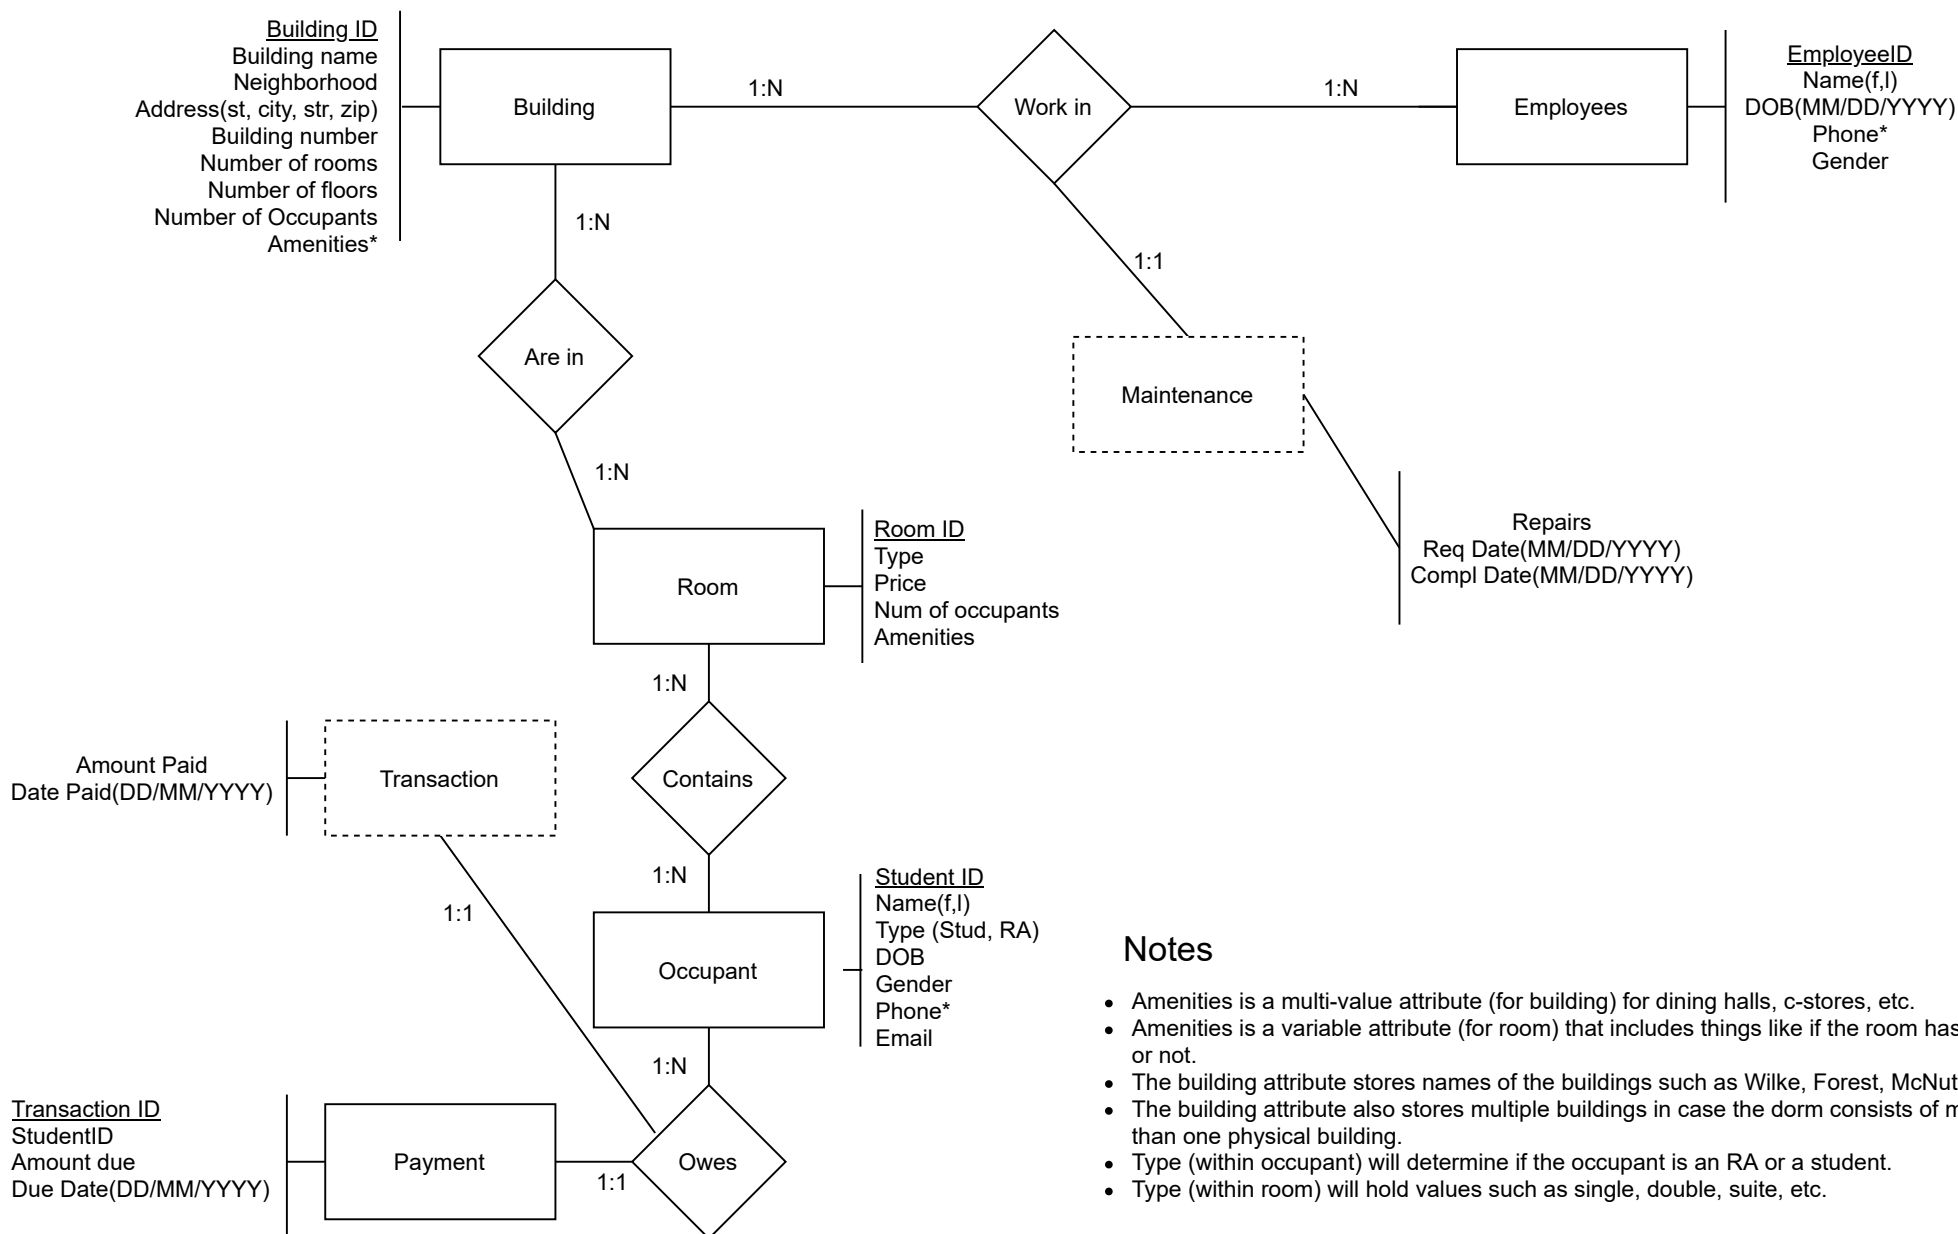 Building ID
Building name
Neighborhood
Address(st, city, str, zip)
Building number
Number of rooms
Number of floors
Number of Occupants
Amenities*
Building
1:N
Work in
1:N
Employees
EmployeeID
Name(f,l)
DOB(MM/DD/YYYY)
Phone*
Gender
1:N
1:1
Are in
Maintenance
1:N
Repairs
Req Date(MM/DD/YYYY)
Compl Date(MM/DD/YYYY)
Room
Room ID
Type
Price
Num of occupants
Amenities
1:N
Amount Paid
Date Paid(DD/MM/YYYY)
Transaction
Contains
1:N
1:1
Occupant
Student ID
Name(f,l)
Type (Stud, RA)
DOB
Gender
Phone*
Email
1:N
Transaction ID
StudentID
Amount due
Due Date(DD/MM/YYYY)
Payment
1:1
Owes
Notes
Amenities is a multi-value attribute (for building) for dining halls, c-stores, etc.
Amenities is a variable attribute (for room) that includes things like if the room has
or not.
The building attribute stores names of the buildings such as Wilke, Forest, McNut
The building attribute also stores multiple buildings in case the dorm consists of
than one physical building.
Type (within occupant) will determine if the occupant is an RA or a student.
Type (within room) will hold values such as single, double, suite, etc.